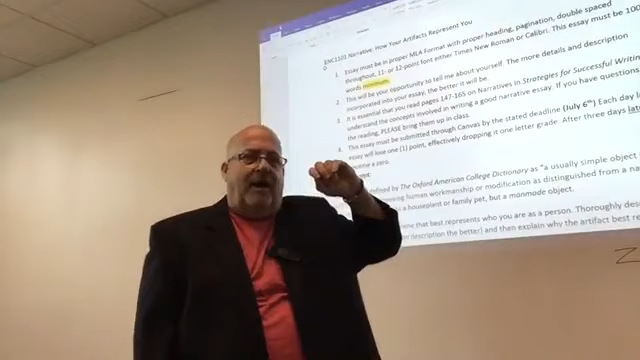 ENC1101 Narrative: How Your Artifacts Represent You
1. Essay must be in proper MLA Format with proper heading, pagination, double spaced
throughout, 11- or 12-point font either Times New Roman or Calibri. This essay must be 100
words minimum.
2. This will be your opportunity to tell me about yourself. The more details and description
incorporated into your essay, the better it will be.
3. It is essential that you read pages 147-165 on Narratives in Strategies for Successful Writing
understand the concepts involved in writing a good narrative essay. If you have questions
the reading, PLEASE bring them up in class.
4. This essay must be submitted through Canvas by the stated deadline (July 6th) Each day l
essay will lose one (1) point, effectively dropping it one letter grade. After three days late
zero.
defined by The Oxford American College Dictionary as "a usually simple object
human workmanship or modification as distinguished from a na
a houseplant or family pet, but a manmade object.
that best represents who you are as a person. Thoroughly des
description the better) and then explain why the artifact best re